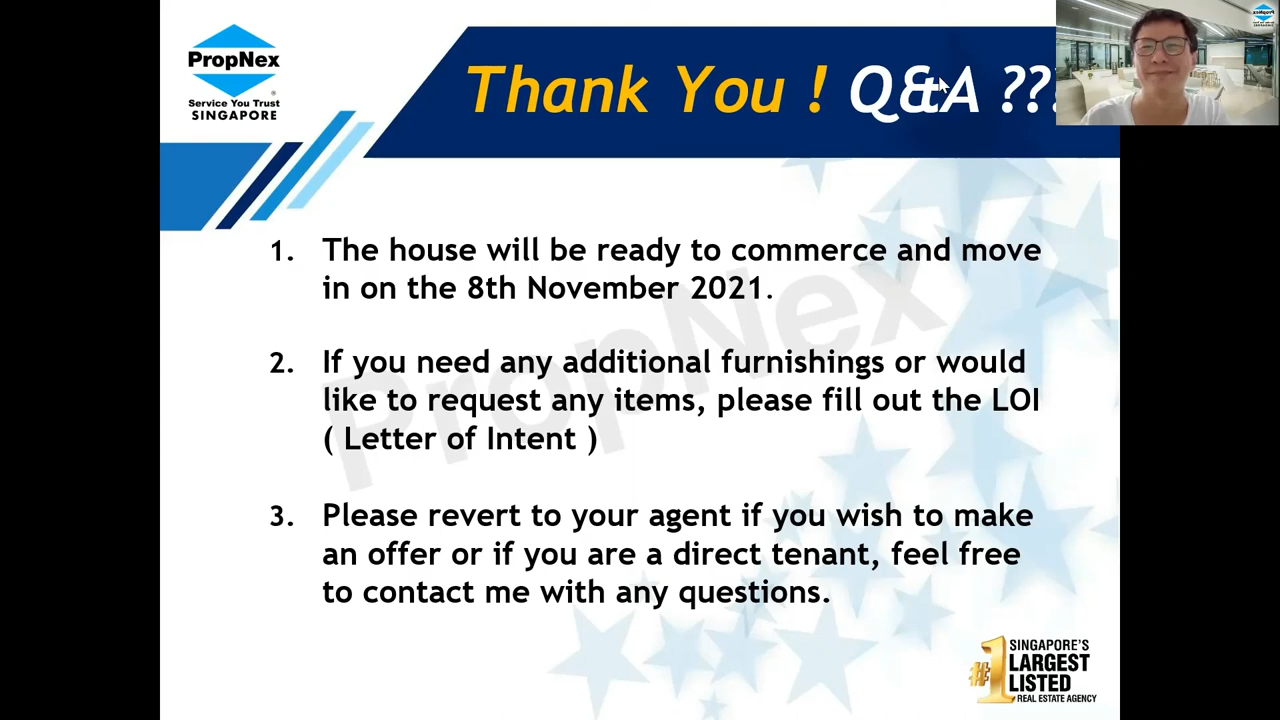 PropNex
Service You Trust
SINGAPORE
Thank You ! Q&A ??
1. The house will be ready to commerce and move
in on the 8th November 2021.
2. If you need any additional furnishings or would
like to request any items, please fill out the LOI
( Letter of Intent )
3. Please revert to your agent if you wish to make
an offer or if you are a direct tenant, feel free
to contact me with any questions.
PropNex
#1
SINGAPORE'S
LARGEST
LISTED
REAL ESTATE AGENCY
PropNex